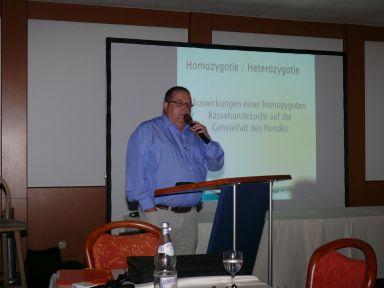 Homozygotie / Heterozygotie
Auswirkungen einer homozygoten
Rassehundezucht auf die
Genvielfalt des Hundes